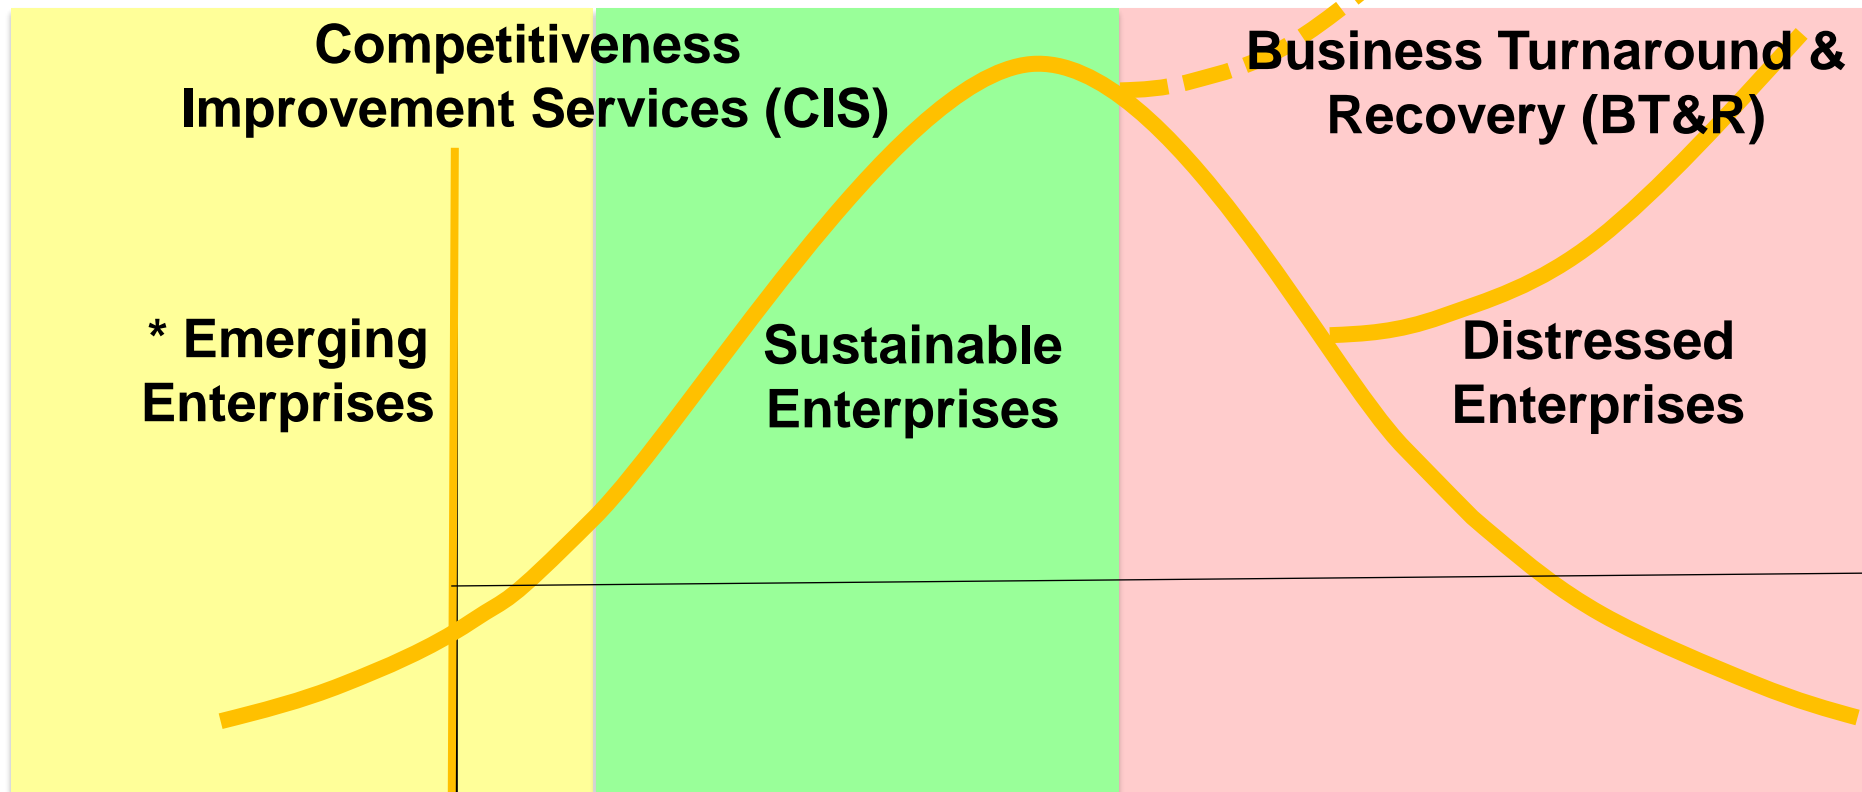 Competitiveness
Improvement Services (CIS)
Business Turnaround &
Recovery (BT&R)
* Emerging
Enterprises
Sustainable
Enterprises
Distressed
Enterprises